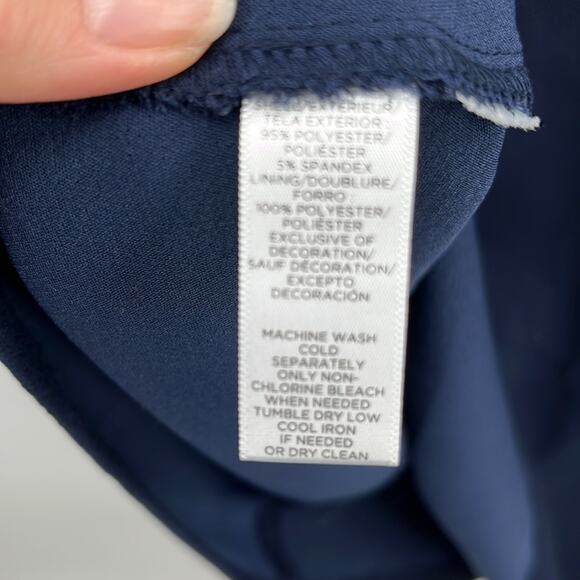 SHELL/EXTERIEUR/
TELA EXTERIOR
95% POLYESTER/
POLIÉSTER
5% SPANDEX
LINING/DOUBLURE/
FORRO
100% POLYESTER/
POLIÉSTER
EXCLUSIVE OF
DECORATION/
SAUF DÉCORATION/
EXCEPTO
DECORACIÓN
MACHINE WASH
COLD
SEPARATELY
ONLY NON-
CHLORINE BLEACH
WHEN NEEDED
TUMBLE DRY LOW
COOL IRON
IF NEEDED
OR DRY CLEAN